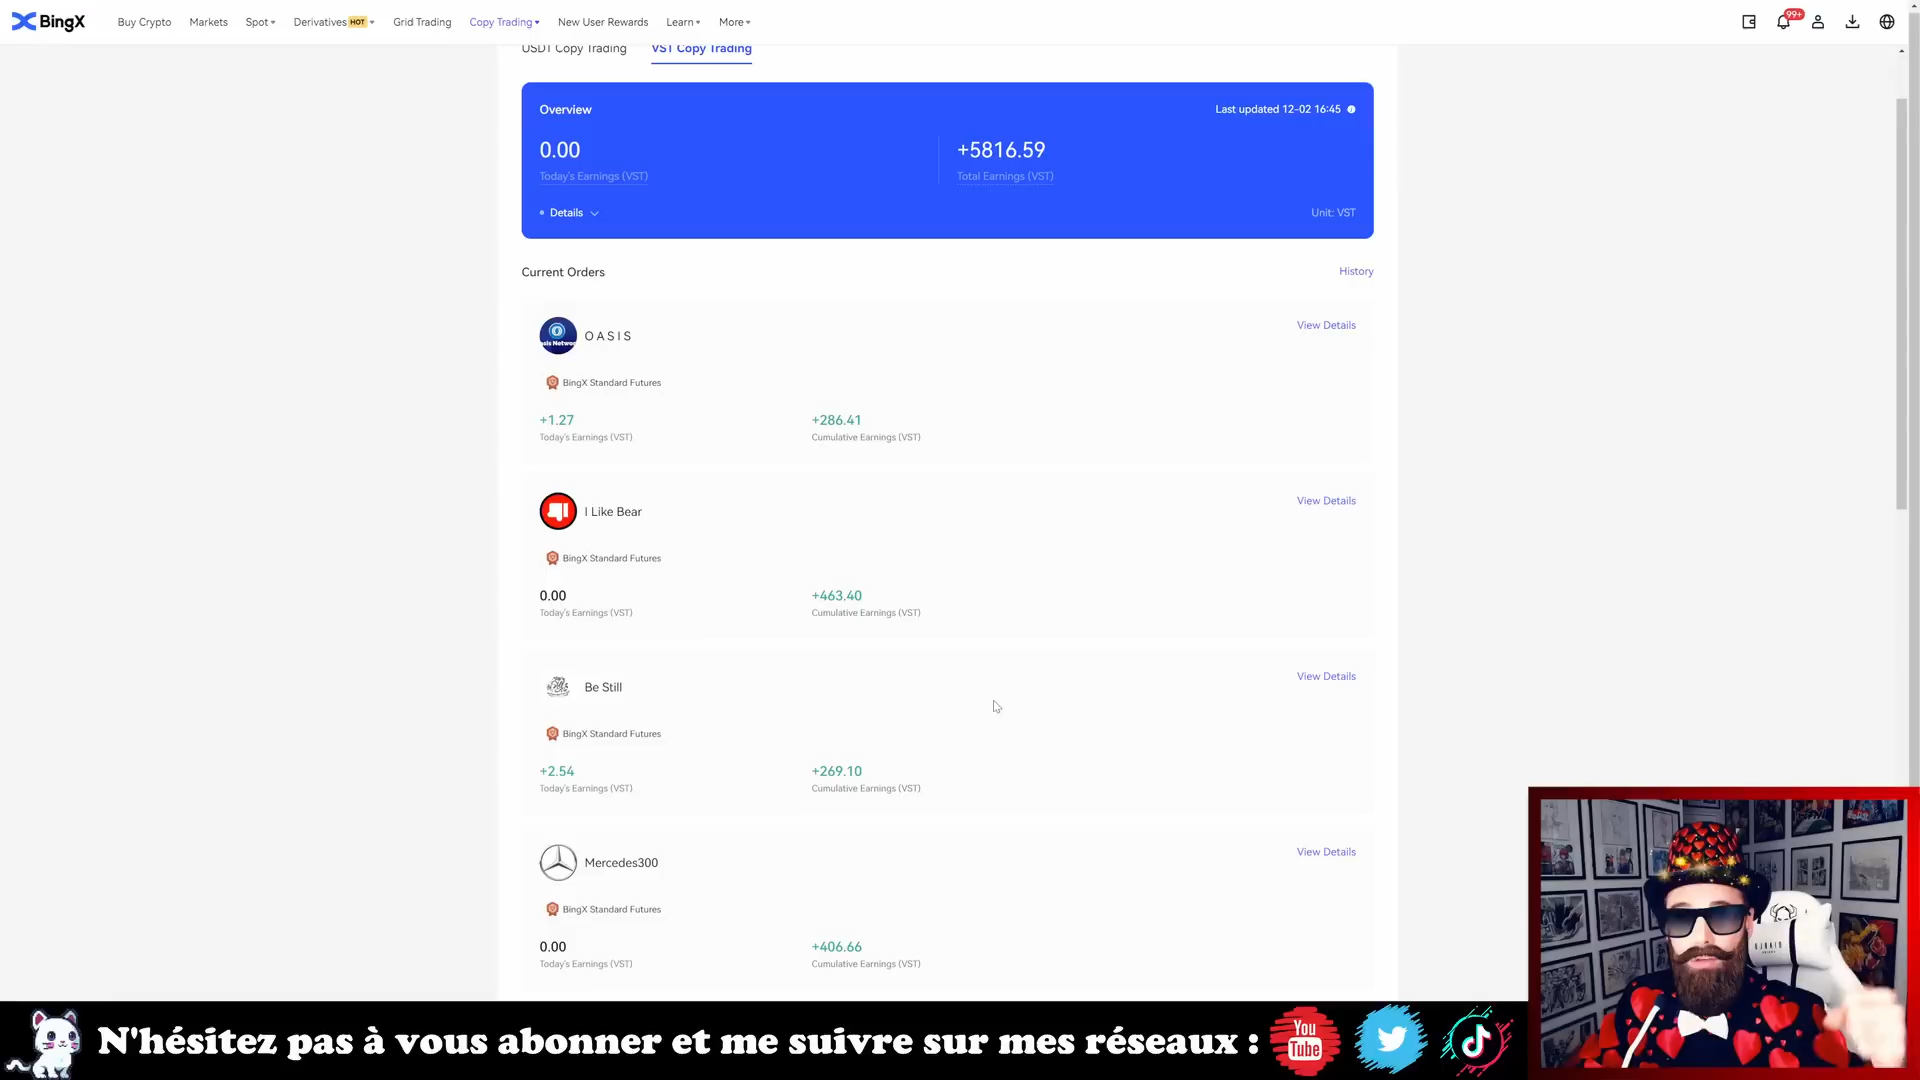 BingX
Buy Crypto
Markets
Spot
Derivatives HOT
Grid Trading
Copy Trading
New User Rewards
Learn
More
99+
USDT Copy Trading
VST Copy Trading
Overview
Last updated 12-02 16:45
0.00
+5816.59
Today's Earnings (VST)
Total Earnings (VST)
Details
Unit: VST
Current Orders
History
O A S I S
View Details
BingX Standard Futures
+1.27
+286.41
Today's Earnings (VST)
Cumulative Earnings (VST)
I Like Bear
View Details
BingX Standard Futures
0.00
+463.40
Today's Earnings (VST)
Cumulative Earnings (VST)
Be Still
View Details
BingX Standard Futures
+2.54
+269.10
Today's Earnings (VST)
Cumulative Earnings (VST)
Mercedes300
View Details
BingX Standard Futures
0.00
+406.66
Today's Earnings (VST)
Cumulative Earnings (VST)
N'hésitez pas à vous abonner et me suivre sur mes réseaux :
You
Tube